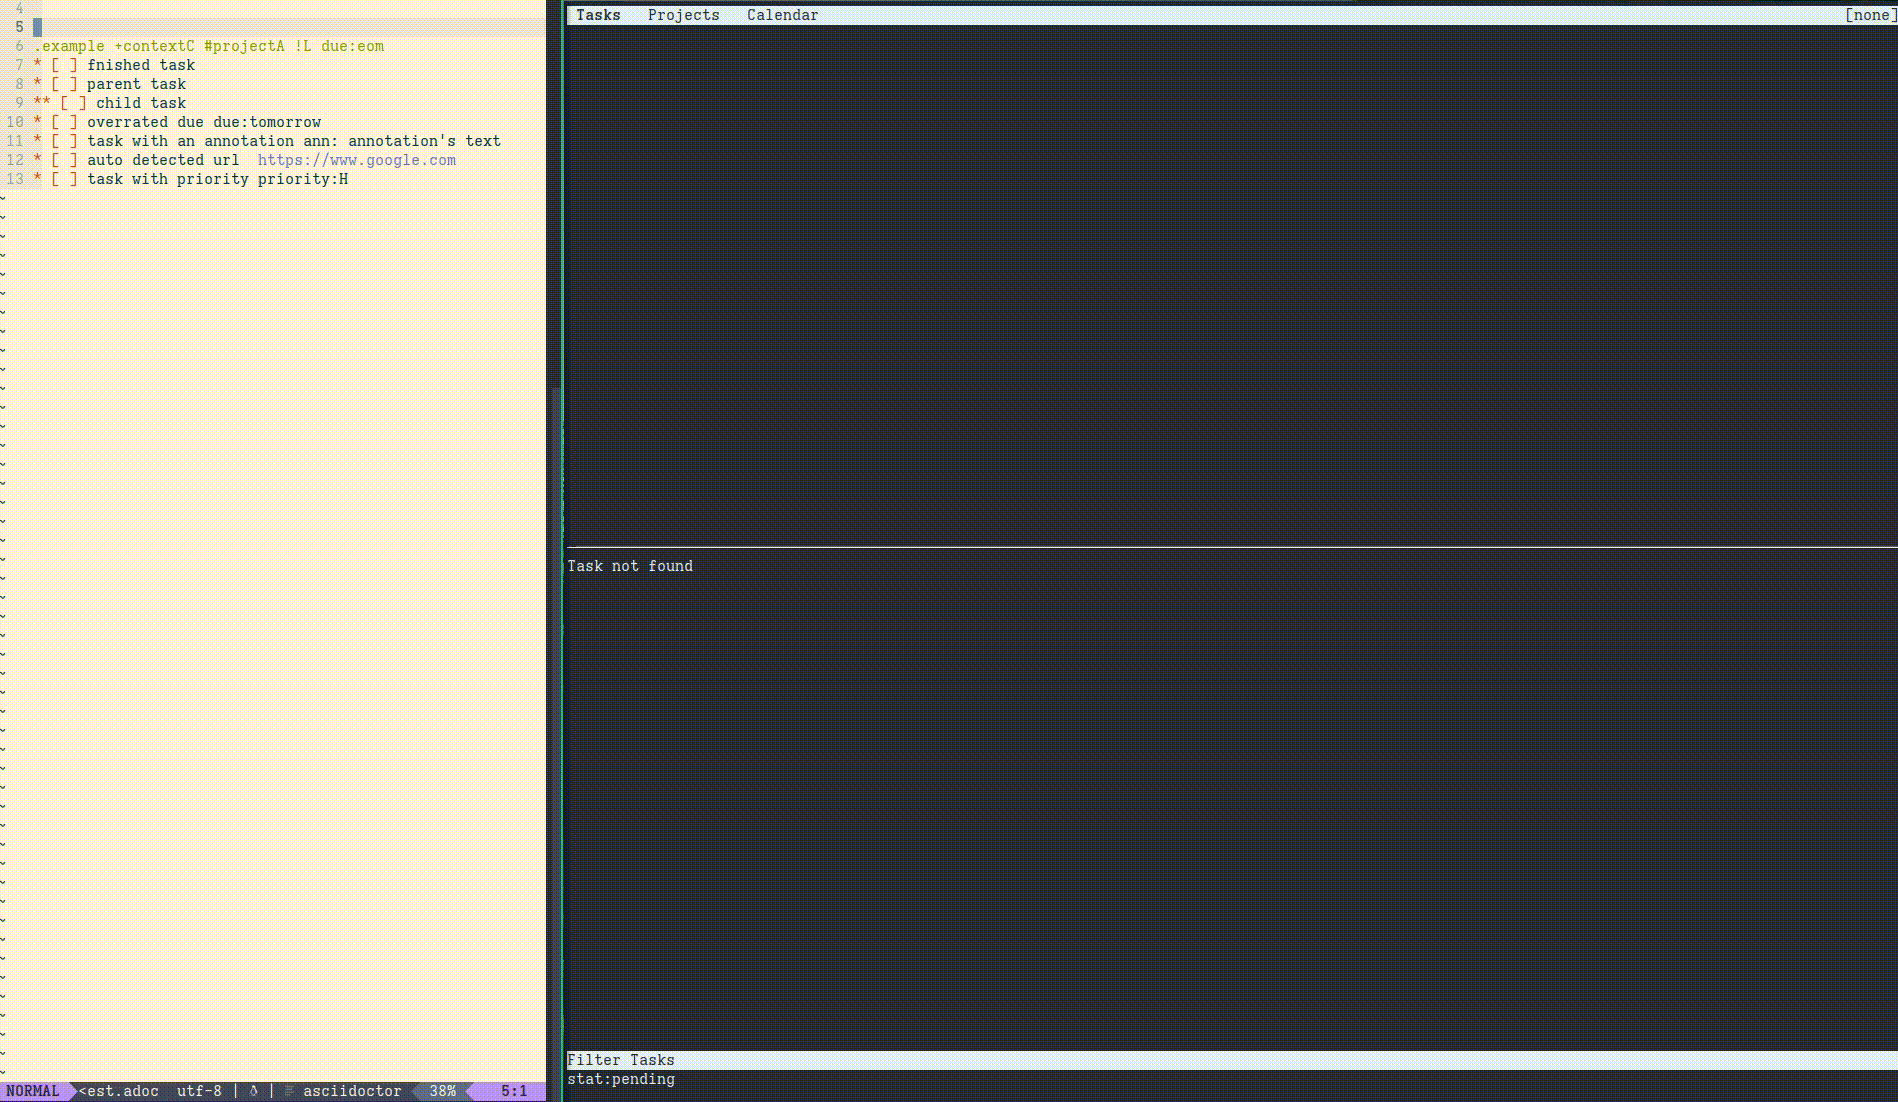 4
5
6 .example +contextC #projectA !L due:eom
7 * [ ] fnished task
8 * [ ] parent task
9 ** [ ] child task
10 * [ ] overrated due due:tomorrow
11 * [ ] task with an annotation ann: annotation's text
12 * [ ] auto detected url  https://www.google.com
13 * [ ] task with priority priority:H
NORMAL <est.adoc utf-8 | | asciidoctor 38% 5:1
Tasks Projects Calendar [none]
Task not found
Filter Tasks
stat:pending